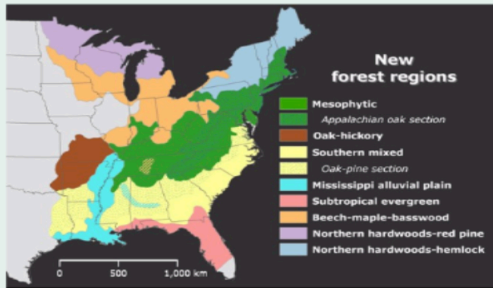 New
forest regions
Mesophytic
Appalachian oak section
Oak-hickory
Southern mixed
Oak-pine section
Mississippi alluvial plain
Subtropical evergreen
Beech-maple-basswood
Northern hardwoods-red pine
Northern hardwoods-hemlock
0 500 1,000 km